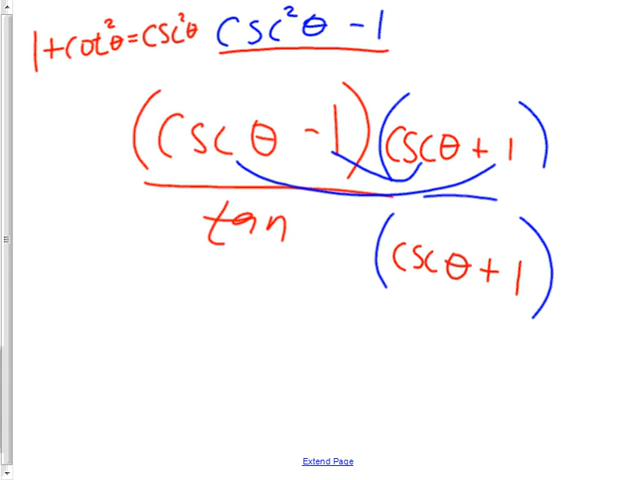 1+cot²θ=csc²θ csc²θ -1
(cscθ -1)(cscθ+1)
tan (cscθ+1)
Extend Page